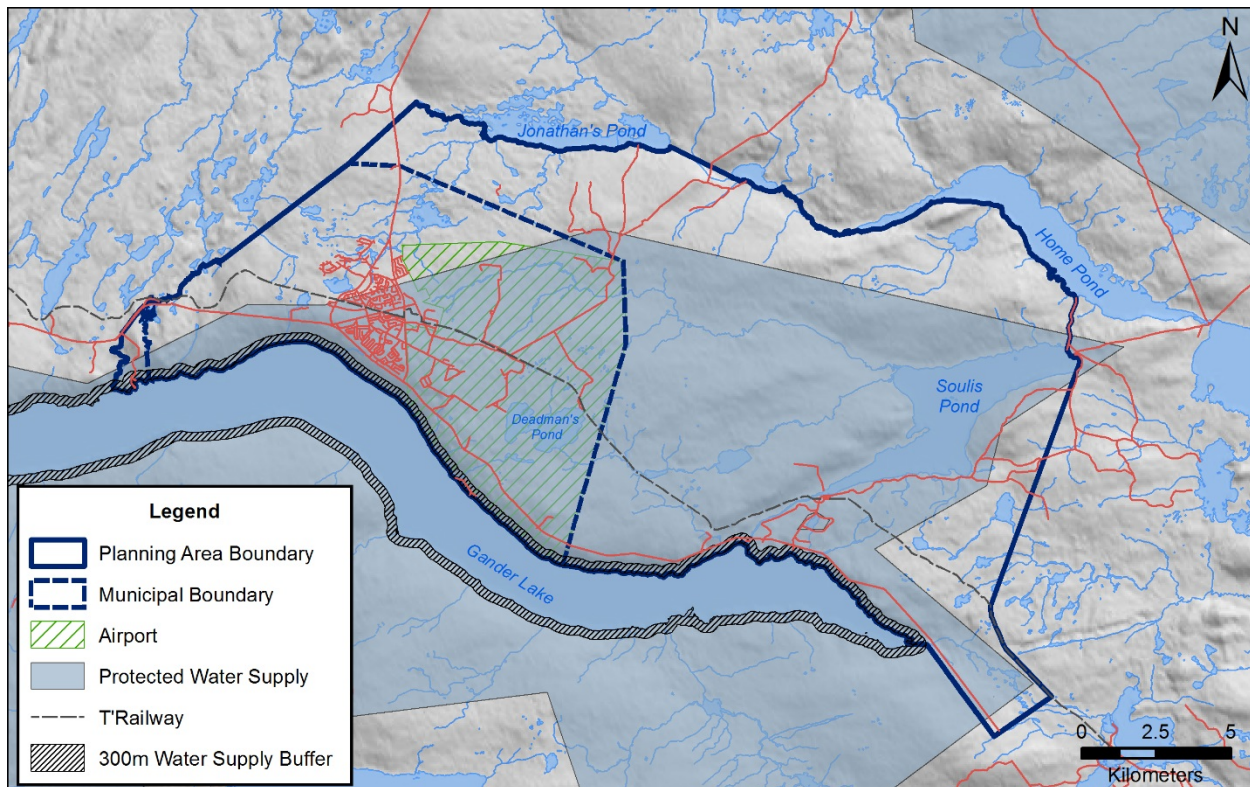 N
Jonathan's Pond
Home Pond
Soulis
Pond
Deadman's
Pond
Gander Lake
Legend
Planning Area Boundary
Municipal Boundary
Airport
Protected Water Supply
T'Railway
300m Water Supply Buffer
0 2.5 5
Kilometers